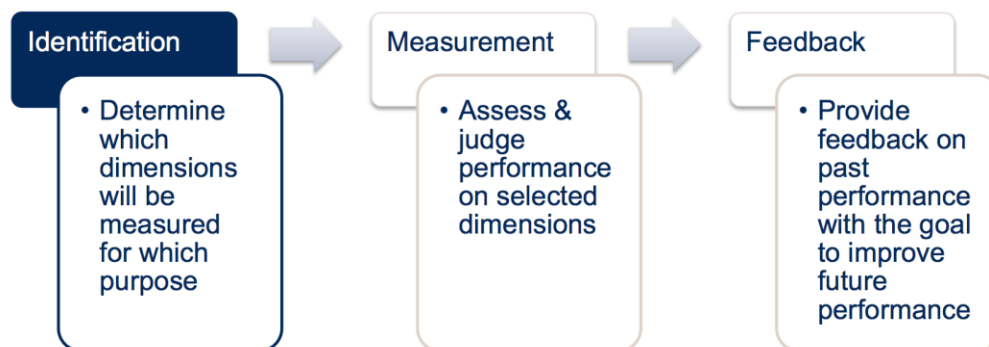 Identification
• Determine
which
dimensions
will be
measured
for which
purpose
Measurement
• Assess &
judge
performance
on selected
dimensions
Feedback
• Provide
feedback on
past
performance
with the goal
to improve
future
performance